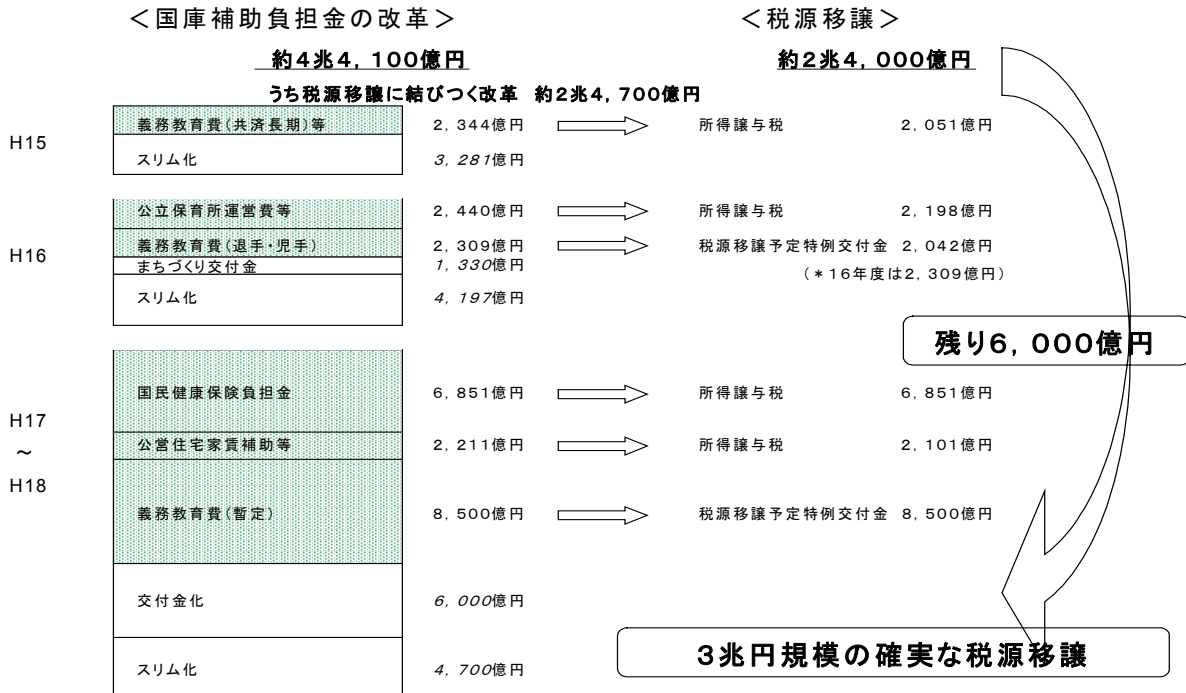 ＜国庫補助負担金の改革＞ ＜税源移譲＞
約４兆４，１００億円 約２兆４，０００億円
うち税源移譲に結びつく改革 約２兆４，７００億円
H15 義務教育費(共済長期)等 2，344億円 所得譲与税 2，051億円
スリム化 3，281億円
公立保育所運営費等 2，440億円 所得譲与税 2，198億円
H16 義務教育費(退手・児手) 2，309億円 税源移譲予定特例交付金 2，042億円
まちづくり交付金 1，330億円
（＊16年度は2，309億円）
スリム化 4，197億円
残り６，０００億円
国民健康保険負担金 6，851億円 所得譲与税 6，851億円
H17
～
H18
公営住宅家賃補助等 2，211億円 所得譲与税 2，101億円
義務教育費(暫定) 8，500億円 税源移譲予定特例交付金 8，500億円
交付金化 6，000億円
３兆円規模の確実な税源移譲
スリム化 4，700億円